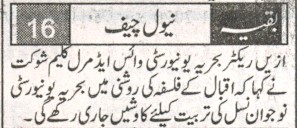 بقیہ نیول چیف 16
ازیں ریکٹر بحریہ یونیورسٹی وائس ایڈمرل کلیم شوکت
نے کہا کہ اقبال کے فلسفہ کی روشنی میں بحریہ یونیورسٹی
نوجوان نسل کی تربیت کیلئے کاوشیں جاری رکھے گی۔